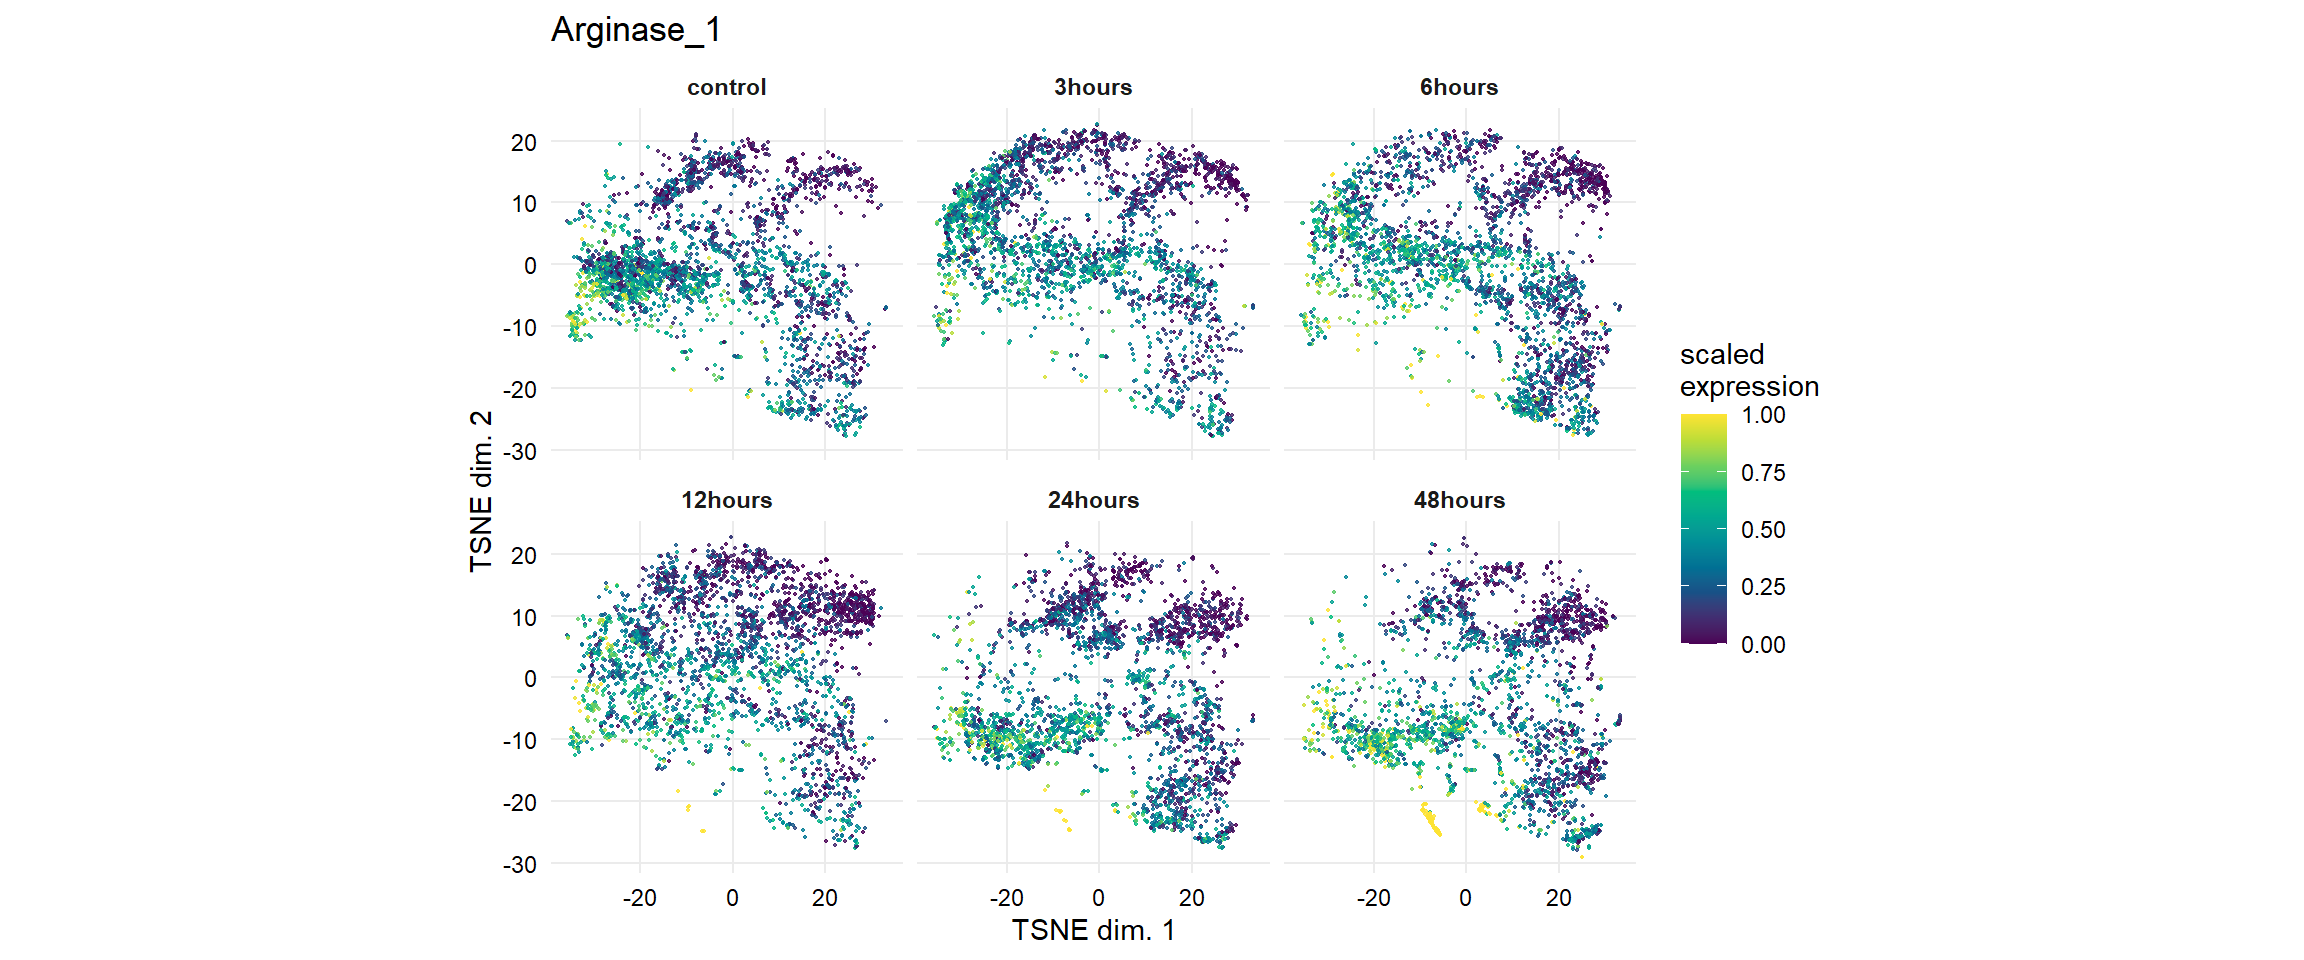 Arginase_1
control
3hours
6hours
20
10
0
-10
-20
-30
12hours
24hours
48hours
20
10
0
-10
-20
-30
-20 0 20
-20 0 20
-20 0 20
TSNE dim. 1
TSNE dim. 2
scaled
expression
1.00
0.75
0.50
0.25
0.00